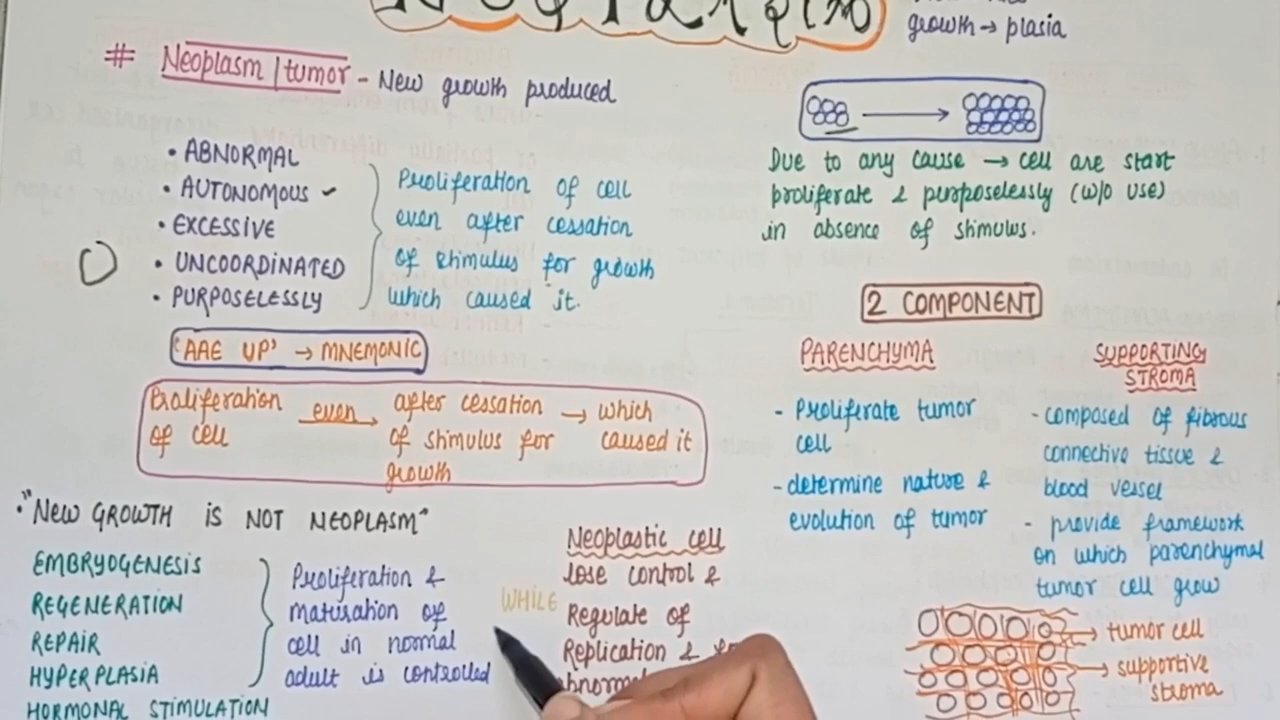 growth → plasia
# Neoplasm / tumor - New growth produced
• ABNORMAL
• AUTONOMOUS
• EXCESSIVE
• UNCOORDINATED
• PURPOSELESSLY
Proliferation of cell
even after cessation
of stimulus for growth
which caused it.
'AAE UP' → MNEMONIC
Proliferation of cell even → after cessation of stimulus for growth → which caused it
• "NEW GROWTH IS NOT NEOPLASM"
EMBRYOGENESIS
REGENERATION
REPAIR
HYPERPLASIA
HORMONAL STIMULATION
Proliferation &
maturation of
cell in normal
adult is controlled
WHILE
Neoplastic cell
lose control &
Regulate of
Replication &
Due to any cause → cell are start
proliferate & purposelessly (w/o use)
in absence of stimulus.
2 COMPONENT
PARENCHYMA
- Proliferate tumor
cell
- determine nature &
evolution of tumor
SUPPORTING
STROMA
- composed of fibrous
connective tissue &
blood vessel
- provide framework
on which parenchymal
tumor cell grow
→ tumor cell
→ supportive
stroma